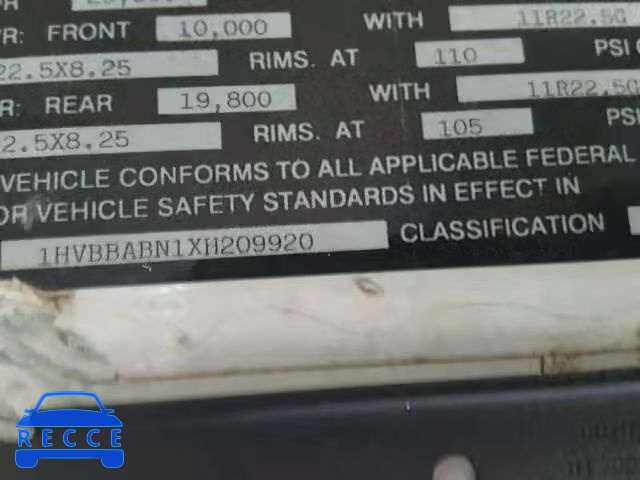 R: FRONT 10,000 WITH 11R22.5G
22.5X8.25 RIMS. AT 110 PSI
R: REAR 19,800 WITH 11R22.5G
2.5X8.25 RIMS. AT 105 PSI
VEHICLE CONFORMS TO ALL APPLICABLE FEDERAL
OR VEHICLE SAFETY STANDARDS IN EFFECT IN
1HVBBABN1XH209920 CLASSIFICATION
RECCE